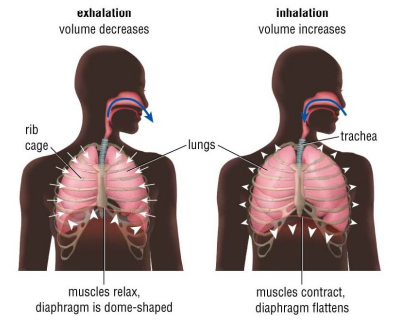 exhalation
volume decreases
inhalation
volume increases
rib
cage
lungs
trachea
muscles relax,
diaphragm is dome-shaped
muscles contract,
diaphragm flattens